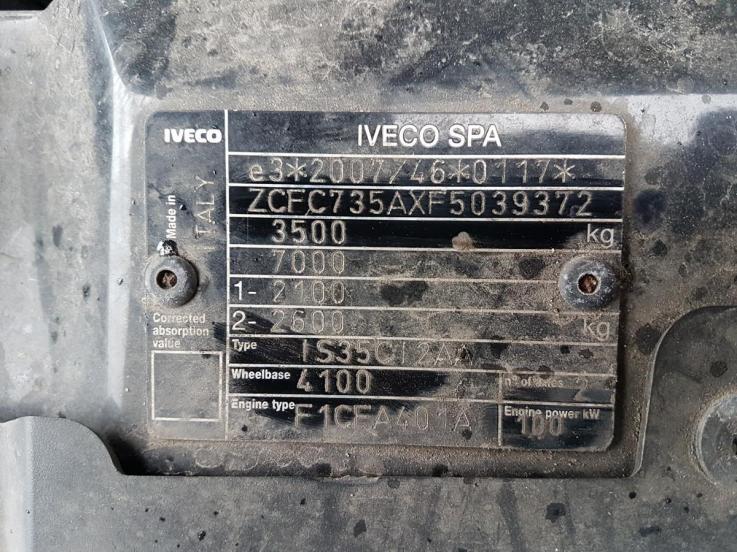 IVECO
IVECO SPA
e3*2007/46*0117*
ZCFC735AXF5039372
3500 kg
7000
1- 2100
2- 2600 kg
Type IS35CI2AA
Wheelbase 4100
n° of axles 2
Engine type F1CFA401A
Engine power kW 100
Made in ITALY
Corrected
absorption
value